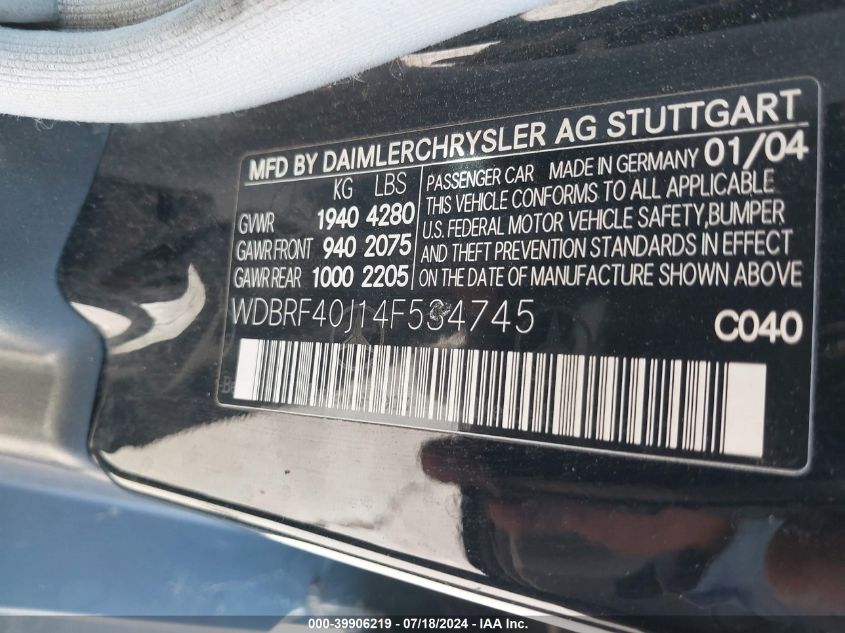 MFD BY DAIMLERCHRYSLER AG STUTTGART
KG LBS
GVWR 1940 4280
GAWR FRONT 940 2075
GAWR REAR 1000 2205
PASSENGER CAR MADE IN GERMANY 01/04
THIS VEHICLE CONFORMS TO ALL APPLICABLE
U.S. FEDERAL MOTOR VEHICLE SAFETY,BUMPER
AND THEFT PREVENTION STANDARDS IN EFFECT
ON THE DATE OF MANUFACTURE SHOWN ABOVE
WDBRF40J14F534745
C040
000-39906219 - 07/18/2024 - IAA Inc.